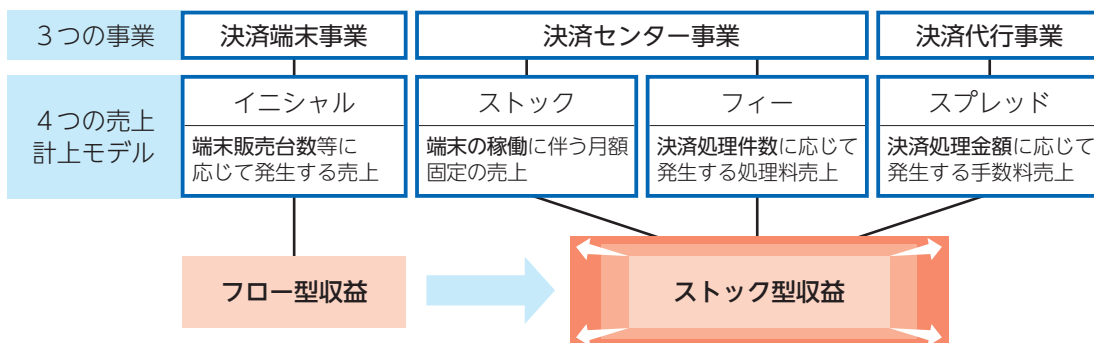 3つの事業
決済端末事業
決済センター事業
決済代行事業
4つの売上
計上モデル
イニシャル
端末販売台数等に
応じて発生する売上
ストック
端末の稼働に伴う月額
固定の売上
フィー
決済処理件数に応じて
発生する処理料売上
スプレッド
決済処理金額に応じて
発生する手数料売上
フロー型収益
ストック型収益